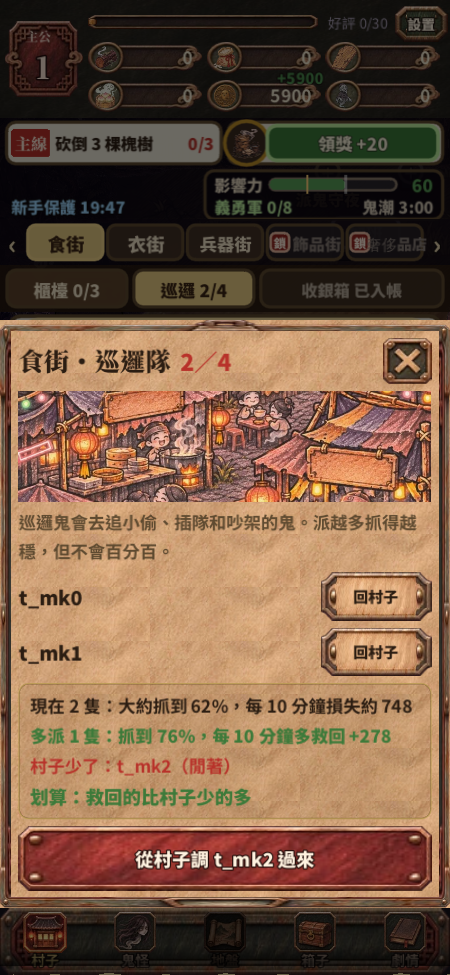 主公
1
好評 0/30
設置
0
0
0
+5900
0
5900
0
主線 砍倒 3 棵槐樹 0/3
領獎 +20
影響力 60
新手保護 19:47
義勇軍 0/8 鬼潮 3:00
‹ 食街 衣街 兵器街 鎖 飾品街 鎖 奢侈品店 ›
櫃檯 0/3 巡邏 2/4 收銀箱 已入帳
食街・巡邏隊 2／4
巡邏鬼會去追小偷、插隊和吵架的鬼。派越多抓得越
穩，但不會百分百。
t_mk0 回村子
t_mk1 回村子
現在 2 隻：大約抓到 62%，每 10 分鐘損失約 748
多派 1 隻：抓到 76%，每 10 分鐘多救回 +278
村子少了：t_mk2（閒著）
划算：救回的比村子少的多
從村子調 t_mk2 過來
村子 鬼怪 箱子 劇情